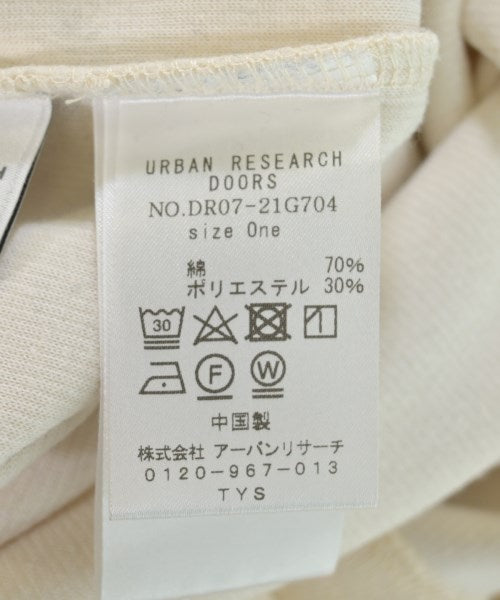 URBAN RESEARCH
DOORS
NO.DR07-21G704
size One
綿 70%
ポリエステル 30%
30
F W
中国製
株式会社 アーバンリサーチ
0120-967-013
TYS